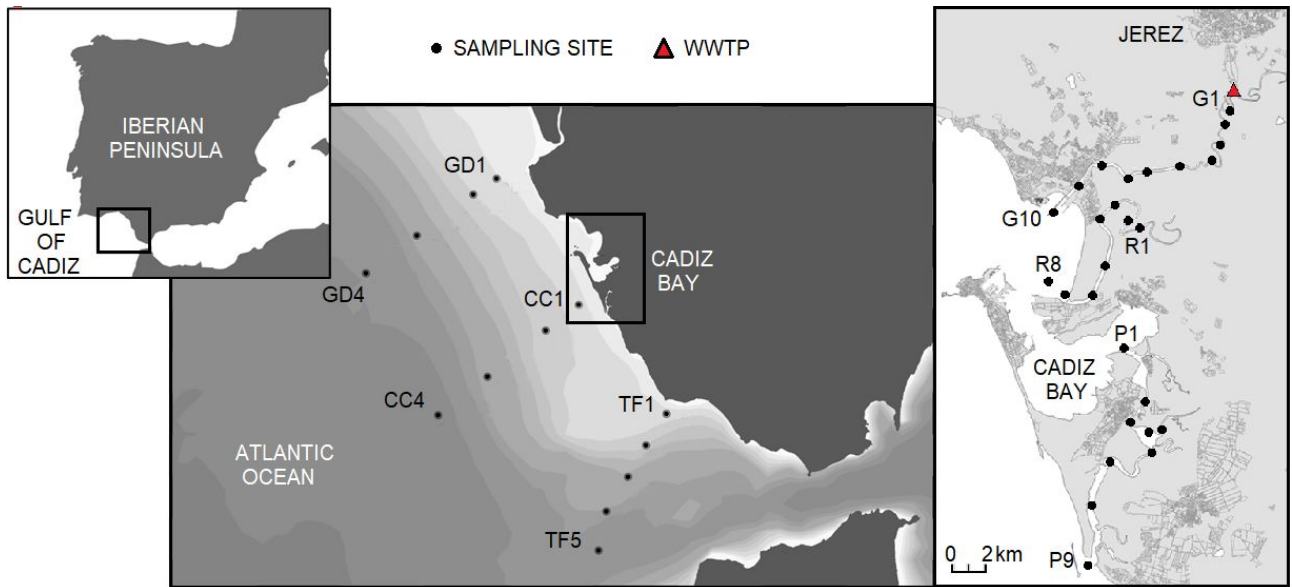 SAMPLING SITE
WWTP
IBERIAN
PENINSULA
GULF
OF
CADIZ
GD1
GD4
CADIZ
BAY
CC1
CC4
TF1
ATLANTIC
OCEAN
TF5
JEREZ
G1
G10
R1
R8
P1
CADIZ
BAY
0 2km
P9